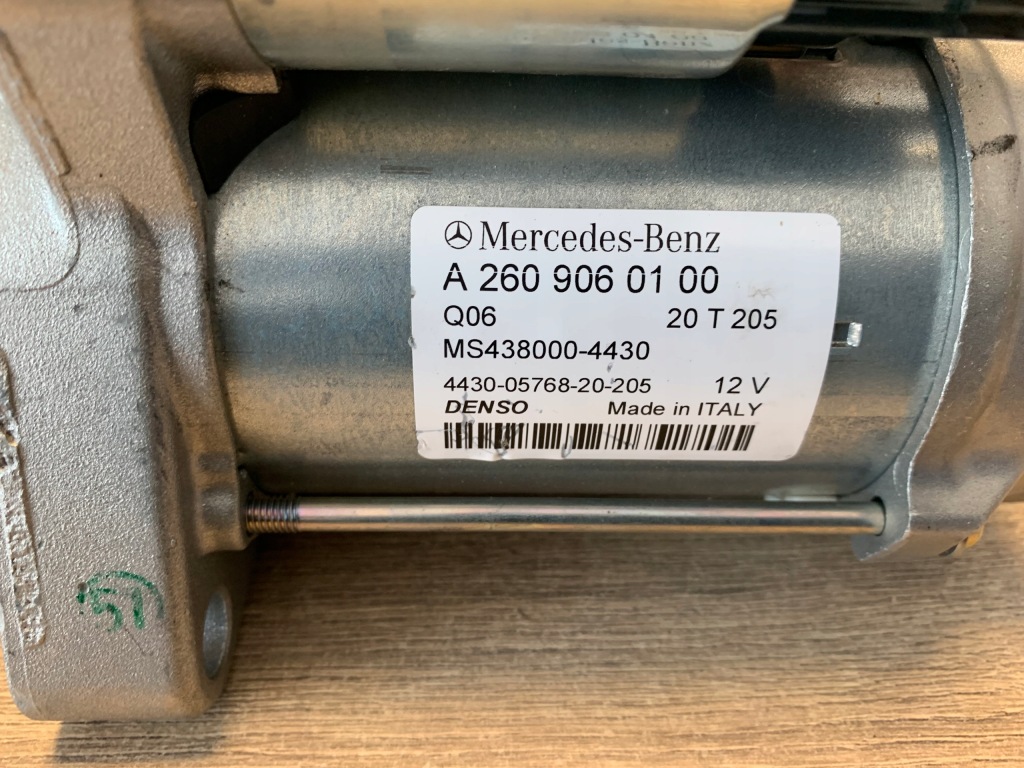 Mercedes-Benz
A 260 906 01 00
Q06 20 T 205
MS438000-4430
4430-05768-20-205 12 V
DENSO Made in ITALY